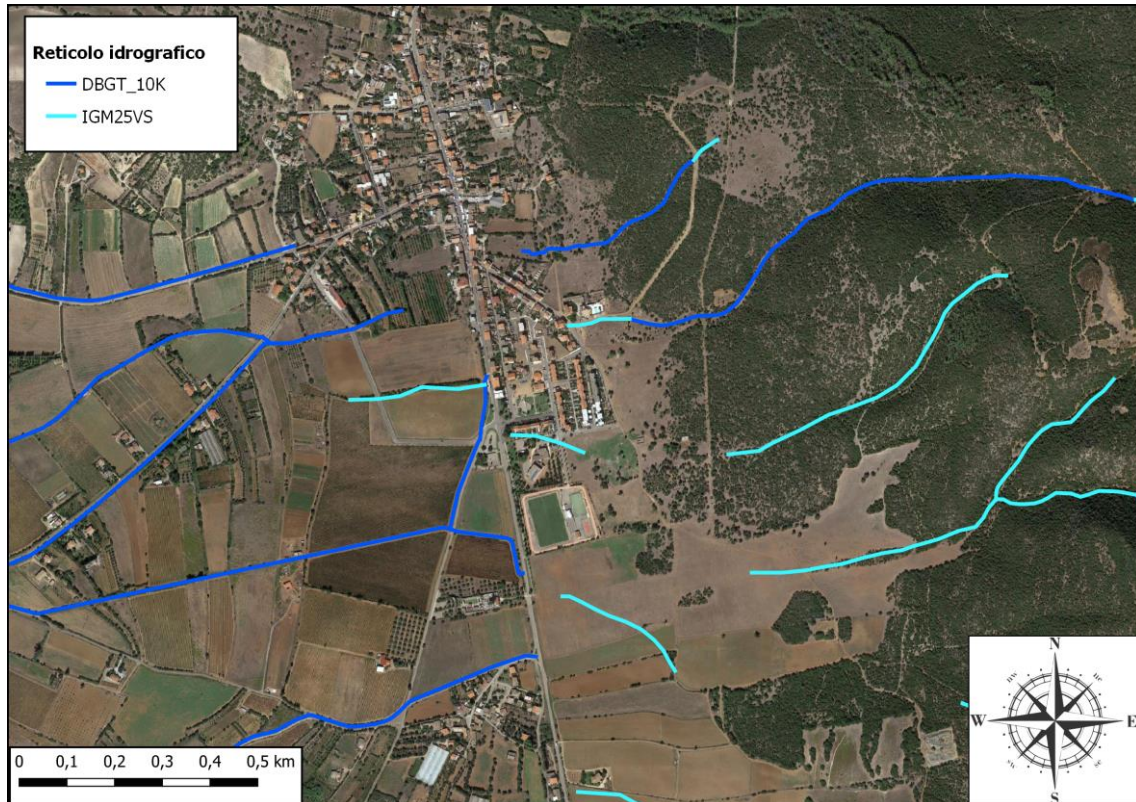 Reticolo idrografico
DBGT_10K
IGM25VS
0 0,1 0,2 0,3 0,4 0,5 km
N
W
E
S